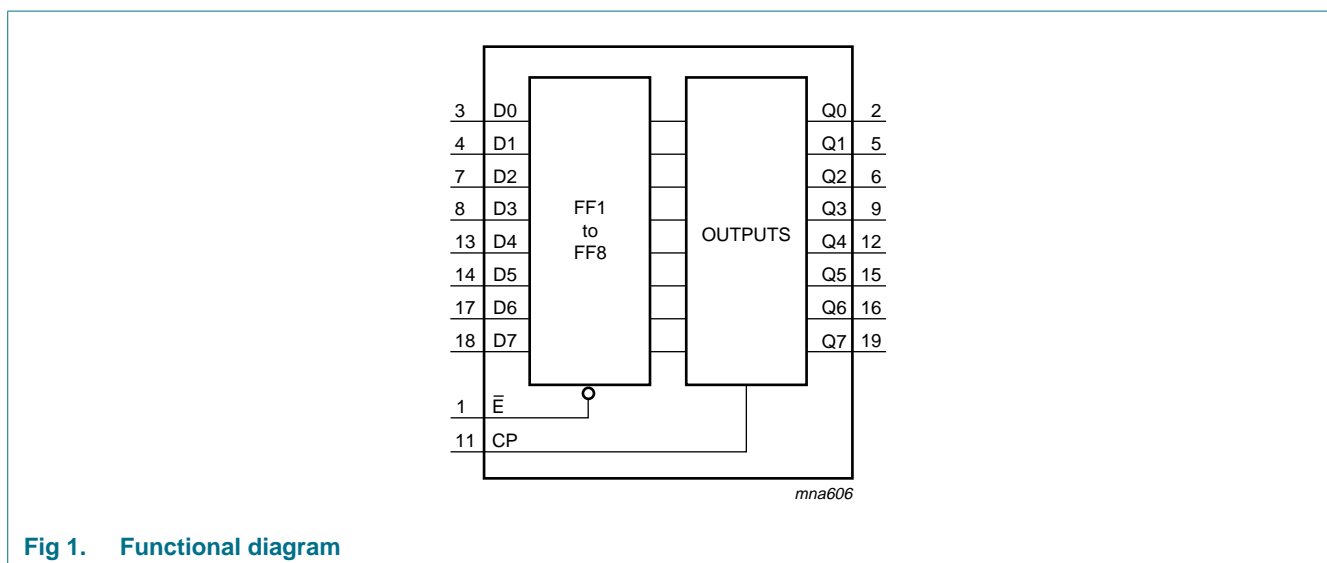 3 D0 Q0 2
4 D1 Q1 5
7 D2 Q2 6
8 D3 FF1 Q3 9
to OUTPUTS
13 D4 FF8 Q4 12
14 D5 Q5 15
17 D6 Q6 16
18 D7 Q7 19
1 E̅
11 CP
mna606
Fig 1. Functional diagram